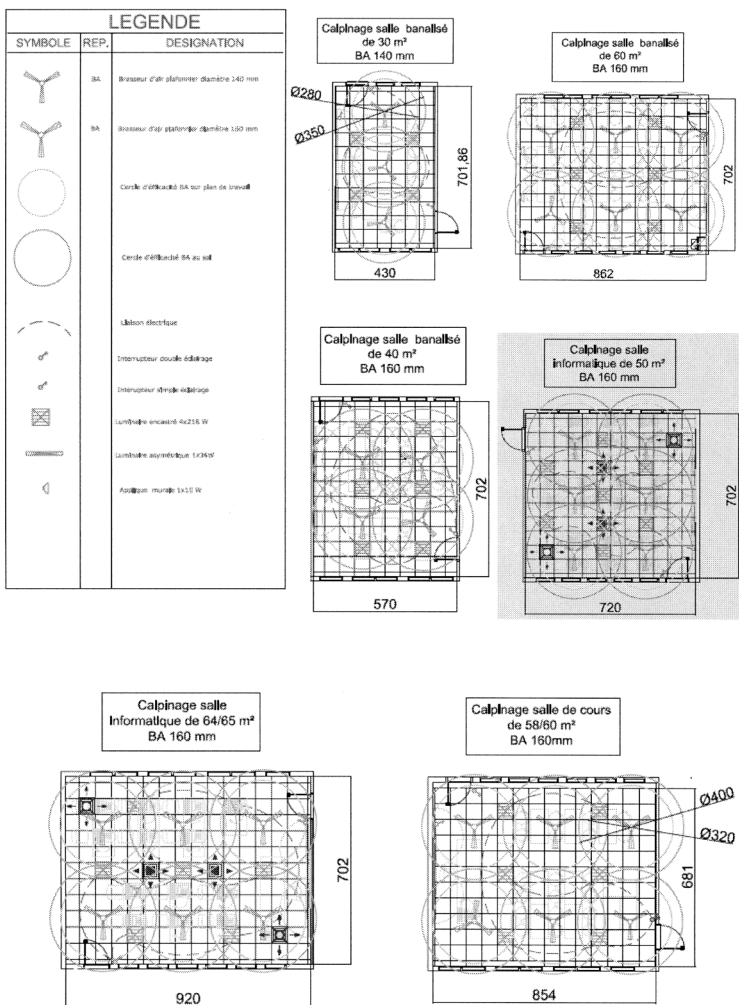 LEGENDE
SYMBOLE REP. DESIGNATION
BA Brasseur d'air plafonnier diamètre 140 mm
BA Brasseur d'air plafonnier diamètre 160 mm
Cercle d'éfficacité BA sur plan de travail
Cercle d'éfficacité BA au sol
Liaison électrique
Interrupteur double éclairage
Interrupteur simple éclairage
Luminaire encastré 4x218 W
Luminaire asymétrique 1x36W
Applique murale 1x10 W
Calpinage salle banalisé
de 30 m²
BA 140 mm
Ø280
Ø350
701,86
430
Calpinage salle banalisé
de 60 m²
BA 160 mm
702
862
Calpinage salle banalisé
de 40 m²
BA 160 mm
702
570
Calpinage salle
informatique de 50 m²
BA 160 mm
702
720
Calpinage salle
Informatique de 64/65 m²
BA 160 mm
702
920
Calpinage salle de cours
de 58/60 m²
BA 160mm
Ø400
Ø320
681
854